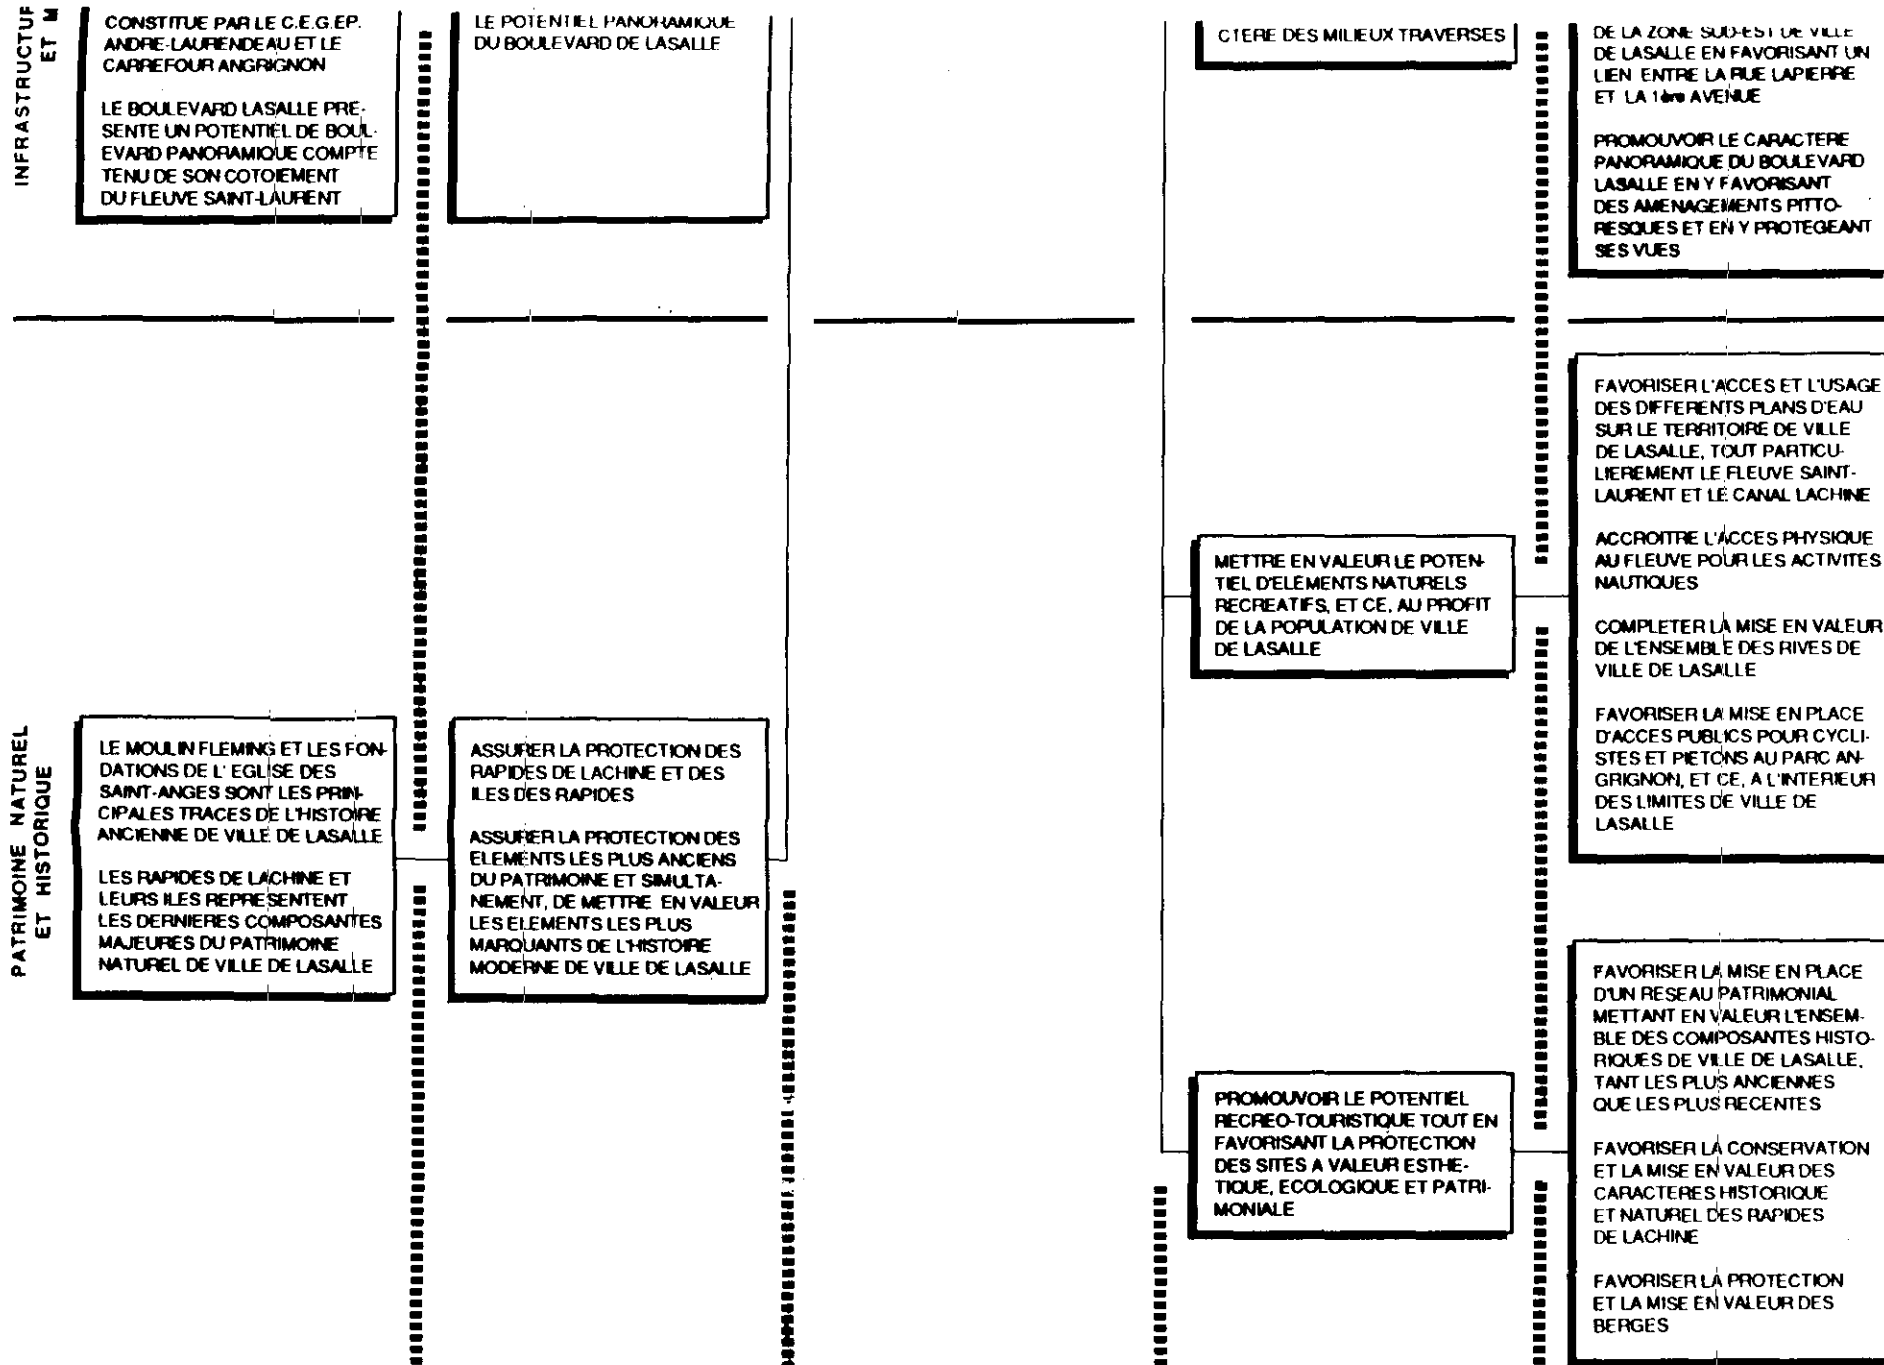 INFRASTRUCTUR
ET M
CONSTITUE PAR LE C.E.G.EP.
ANDRE-LAURENDEAU ET LE
CARREFOUR ANGRIGNON
LE BOULEVARD LASALLE PRE-
SENTE UN POTENTIEL DE BOUL-
EVARD PANORAMIQUE COMPTE
TENU DE SON COTOIEMENT
DU FLEUVE SAINT-LAURENT
LE POTENTIEL PANORAMIQUE
DU BOULEVARD DE LASALLE
CTERE DES MILIEUX TRAVERSES
DE LA ZONE SUD-EST DE VILLE
DE LASALLE EN FAVORISANT UN
LIEN ENTRE LA RUE LAPIERRE
ET LA 1ère AVENUE
PROMOUVOIR LE CARACTERE
PANORAMIQUE DU BOULEVARD
LASALLE EN Y FAVORISANT
DES AMENAGEMENTS PITTO-
RESQUES ET EN Y PROTEGEANT
SES VUES
PATRIMOINE NATUREL
ET HISTORIQUE
LE MOULIN FLEMING ET LES FON-
DATIONS DE L' EGLISE DES
SAINT-ANGES SONT LES PRIN-
CIPALES TRACES DE L'HISTOIRE
ANCIENNE DE VILLE DE LASALLE
LES RAPIDES DE LACHINE ET
LEURS ILES REPRESENTENT
LES DERNIERES COMPOSANTES
MAJEURES DU PATRIMOINE
NATUREL DE VILLE DE LASALLE
ASSURER LA PROTECTION DES
RAPIDES DE LACHINE ET DES
ILES DES RAPIDES
ASSURER LA PROTECTION DES
ELEMENTS LES PLUS ANCIENS
DU PATRIMOINE ET SIMULTA-
NEMENT, DE METTRE EN VALEUR
LES ELEMENTS LES PLUS
MARQUANTS DE L'HISTOIRE
MODERNE DE VILLE DE LASALLE
METTRE EN VALEUR LE POTEN-
TIEL D'ELEMENTS NATURELS
RECREATIFS, ET CE, AU PROFIT
DE LA POPULATION DE VILLE
DE LASALLE
FAVORISER L'ACCES ET L'USAGE
DES DIFFERENTS PLANS D'EAU
SUR LE TERRITOIRE DE VILLE
DE LASALLE, TOUT PARTICU-
LIEREMENT LE FLEUVE SAINT-
LAURENT ET LE CANAL LACHINE
ACCROITRE L'ACCES PHYSIQUE
AU FLEUVE POUR LES ACTIVITES
NAUTIQUES
COMPLETER LA MISE EN VALEUR
DE L'ENSEMBLE DES RIVES DE
VILLE DE LASALLE
FAVORISER LA MISE EN PLACE
D'ACCES PUBLICS POUR CYCLI-
STES ET PIETONS AU PARC AN-
GRIGNON, ET CE, A L'INTERIEUR
DES LIMITES DE VILLE DE
LASALLE
PROMOUVOIR LE POTENTIEL
RECREO-TOURISTIQUE TOUT EN
FAVORISANT LA PROTECTION
DES SITES A VALEUR ESTHE-
TIQUE, ECOLOGIQUE ET PATRI-
MONIALE
FAVORISER LA MISE EN PLACE
D'UN RESEAU PATRIMONIAL
METTANT EN VALEUR L'ENSEM-
BLE DES COMPOSANTES HISTO-
RIQUES DE VILLE DE LASALLE,
TANT LES PLUS ANCIENNES
QUE LES PLUS RECENTES
FAVORISER LA CONSERVATION
ET LA MISE EN VALEUR DES
CARACTERES HISTORIQUE
ET NATUREL DES RAPIDES
DE LACHINE
FAVORISER LA PROTECTION
ET LA MISE EN VALEUR DES
BERGES